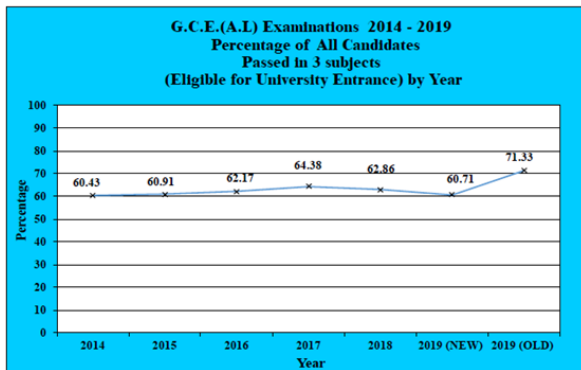 G.C.E.(A.L) Examinations 2014 - 2019
Percentage of All Candidates
Passed in 3 subjects
(Eligible for University Entrance) by Year
Percentage
100
90
80
70
60
50
40
30
20
10
0
60.43
60.91
62.17
64.38
62.86
60.71
71.33
2014
2015
2016
2017
2018
2019 (NEW)
2019 (OLD)
Year